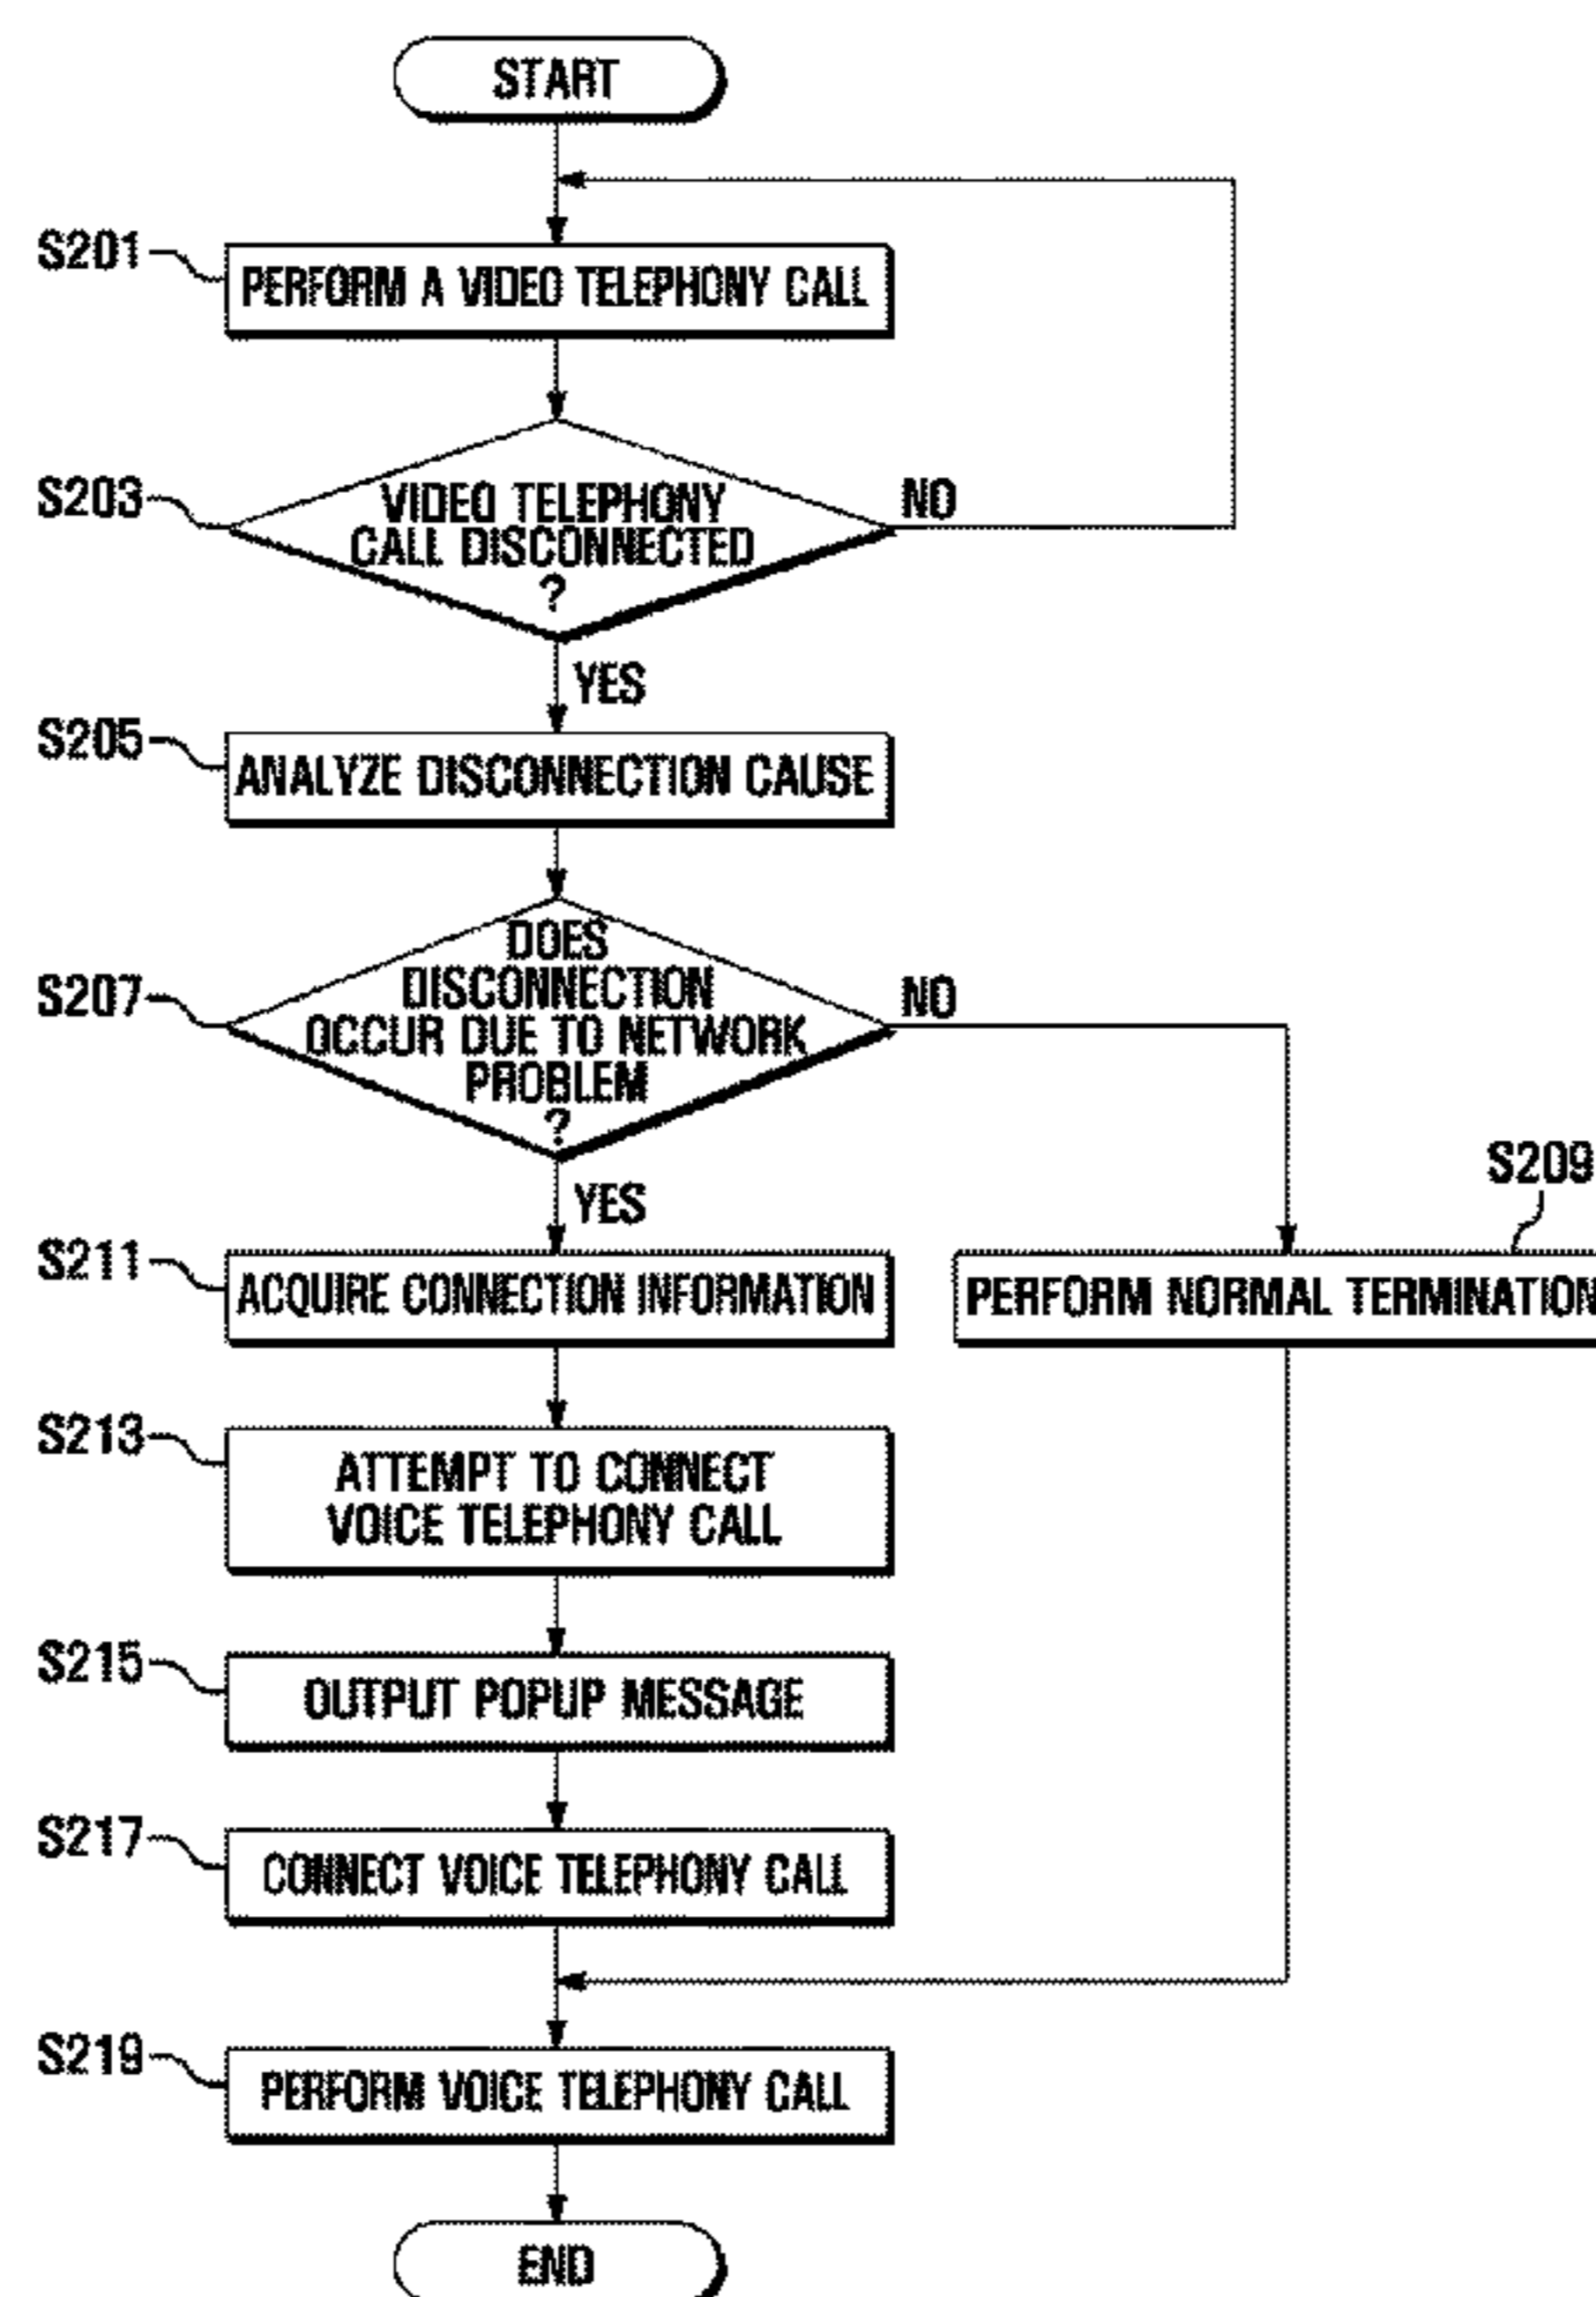 START
S201
PERFORM A VIDEO TELEPHONY CALL
S203
VIDEO TELEPHONY
CALL DISCONNECTED
?
NO
YES
S205
ANALYZE DISCONNECTION CAUSE
S207
DOES
DISCONNECTION
OCCUR DUE TO NETWORK
PROBLEM
?
NO
YES
S209
S211
ACQUIRE CONNECTION INFORMATION
PERFORM NORMAL TERMINATION
S213
ATTEMPT TO CONNECT
VOICE TELEPHONY CALL
S215
OUTPUT POPUP MESSAGE
S217
CONNECT VOICE TELEPHONY CALL
S219
PERFORM VOICE TELEPHONY CALL
END